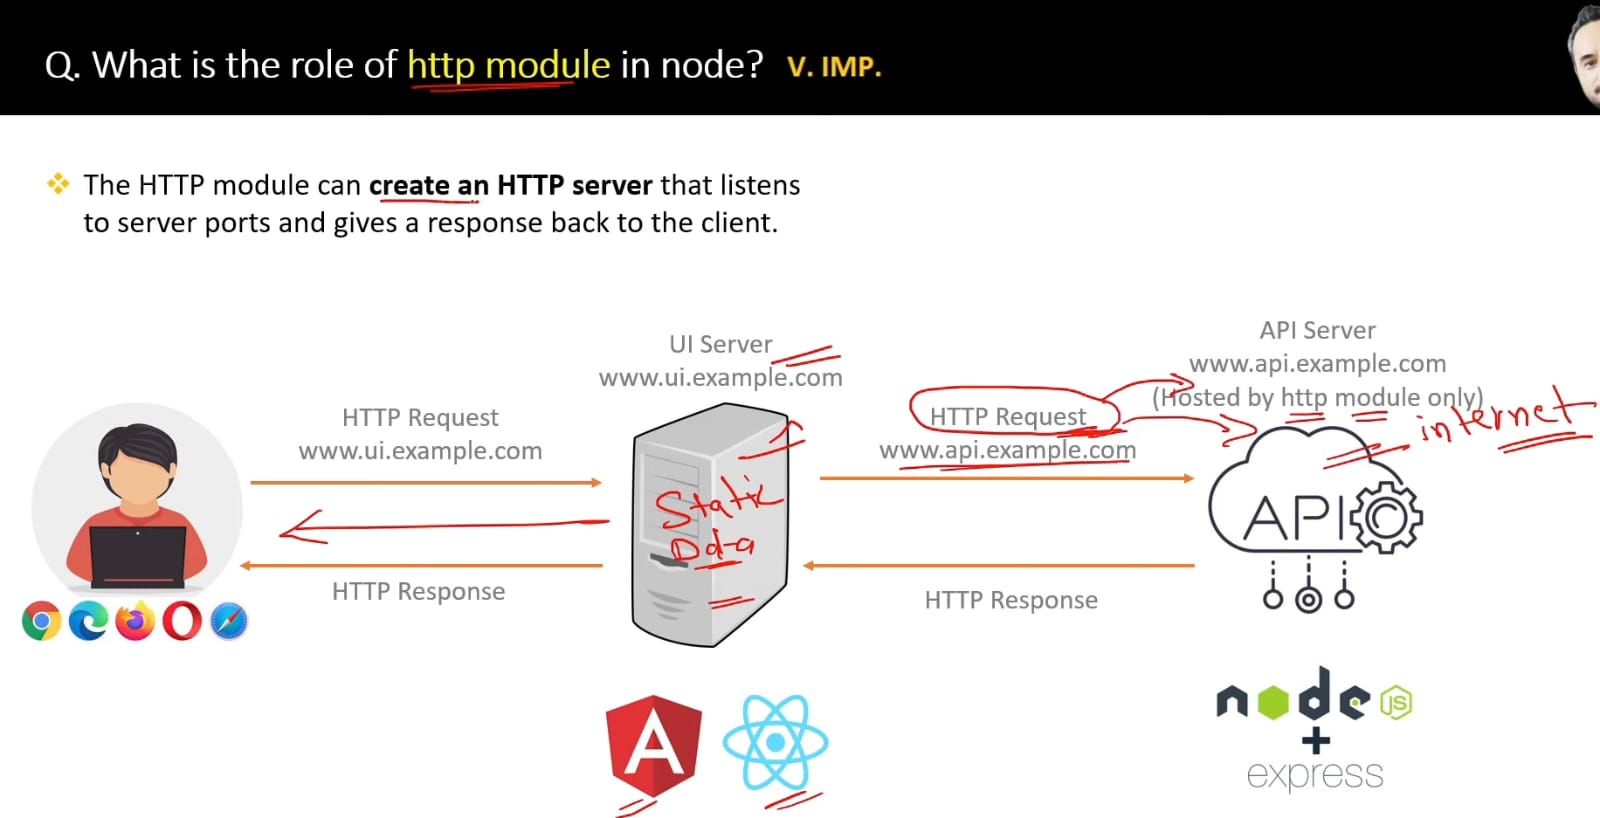 Q. What is the role of http module in node? V. IMP.
❖ The HTTP module can create an HTTP server that listens
to server ports and gives a response back to the client.
UI Server
www.ui.example.com
API Server
www.api.example.com
(Hosted by http module only)
internet
HTTP Request
www.ui.example.com
HTTP Request
www.api.example.com
Static
API
HTTP Response
HTTP Response
A
node
JS
+
express